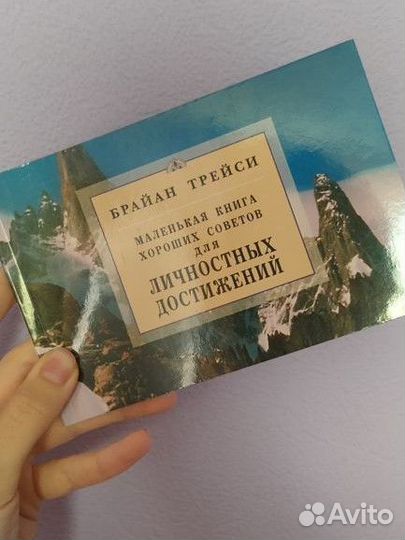 БРАЙАН ТРЕЙСИ
МАЛЕНЬКАЯ КНИГА
ХОРОШИХ СОВЕТОВ
ДЛЯ
ЛИЧНОСТНЫХ
ДОСТИЖЕНИЙ
Avito